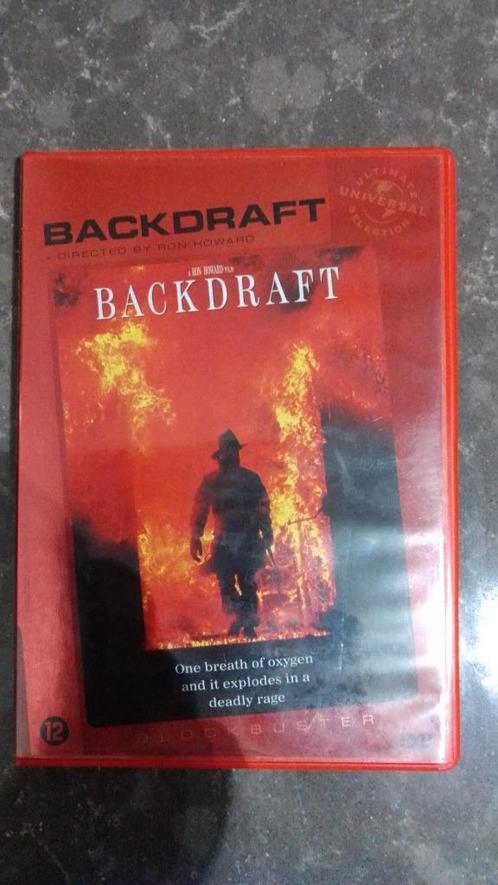 BACKDRAFT
- DIRECTED BY RON HOWARD
ULTIMATE
UNIVERSAL
SELECTION
A RON HOWARD FILM
BACKDRAFT
One breath of oxygen
and it explodes in a
deadly rage
12
BLOCKBUSTER
DVD